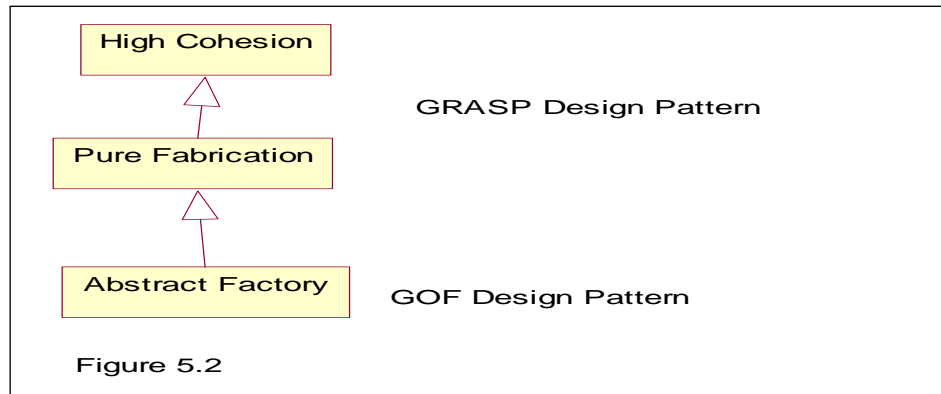 High Cohesion
GRASP Design Pattern
Pure Fabrication
Abstract Factory
GOF Design Pattern
Figure 5.2